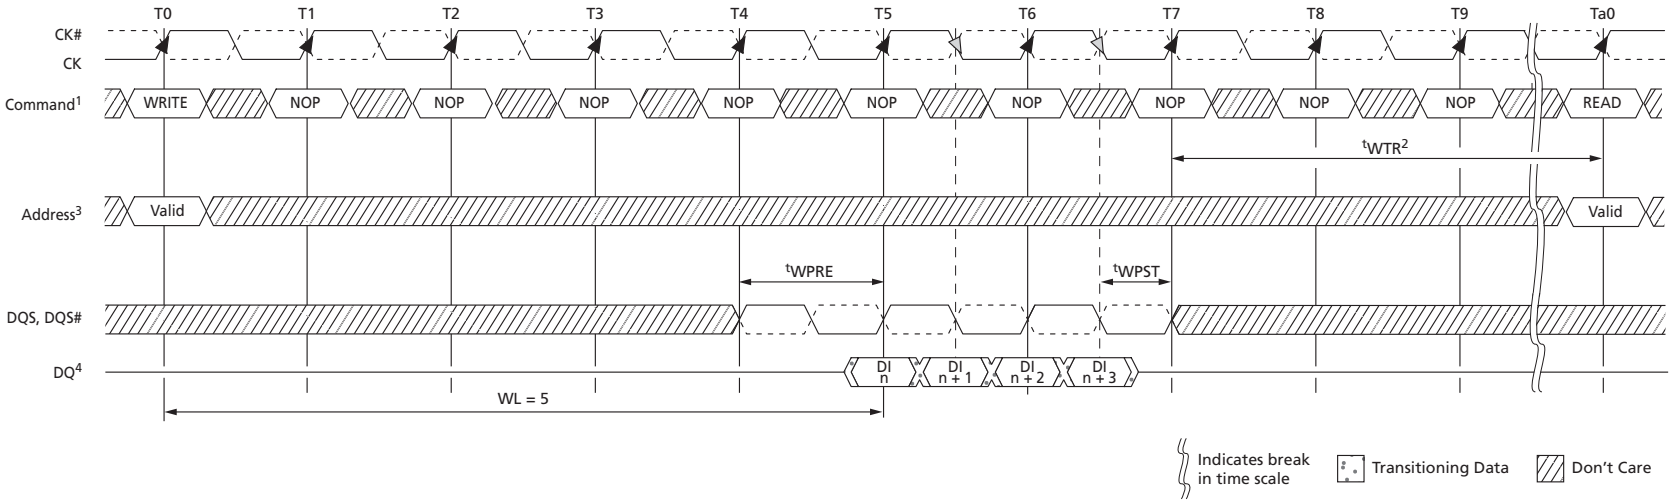 T0 T1 T2 T3 T4 T5 T6 T7 T8 T9 Ta0
CK#
CK
Command1 WRITE NOP NOP NOP NOP NOP NOP NOP NOP NOP READ
tWTR2
Address3 Valid Valid
tWPRE tWPST
DQS, DQS#
DQ4 DI n DI n + 1 DI n + 2 DI n + 3
WL = 5
Indicates break in time scale
Transitioning Data
Don't Care